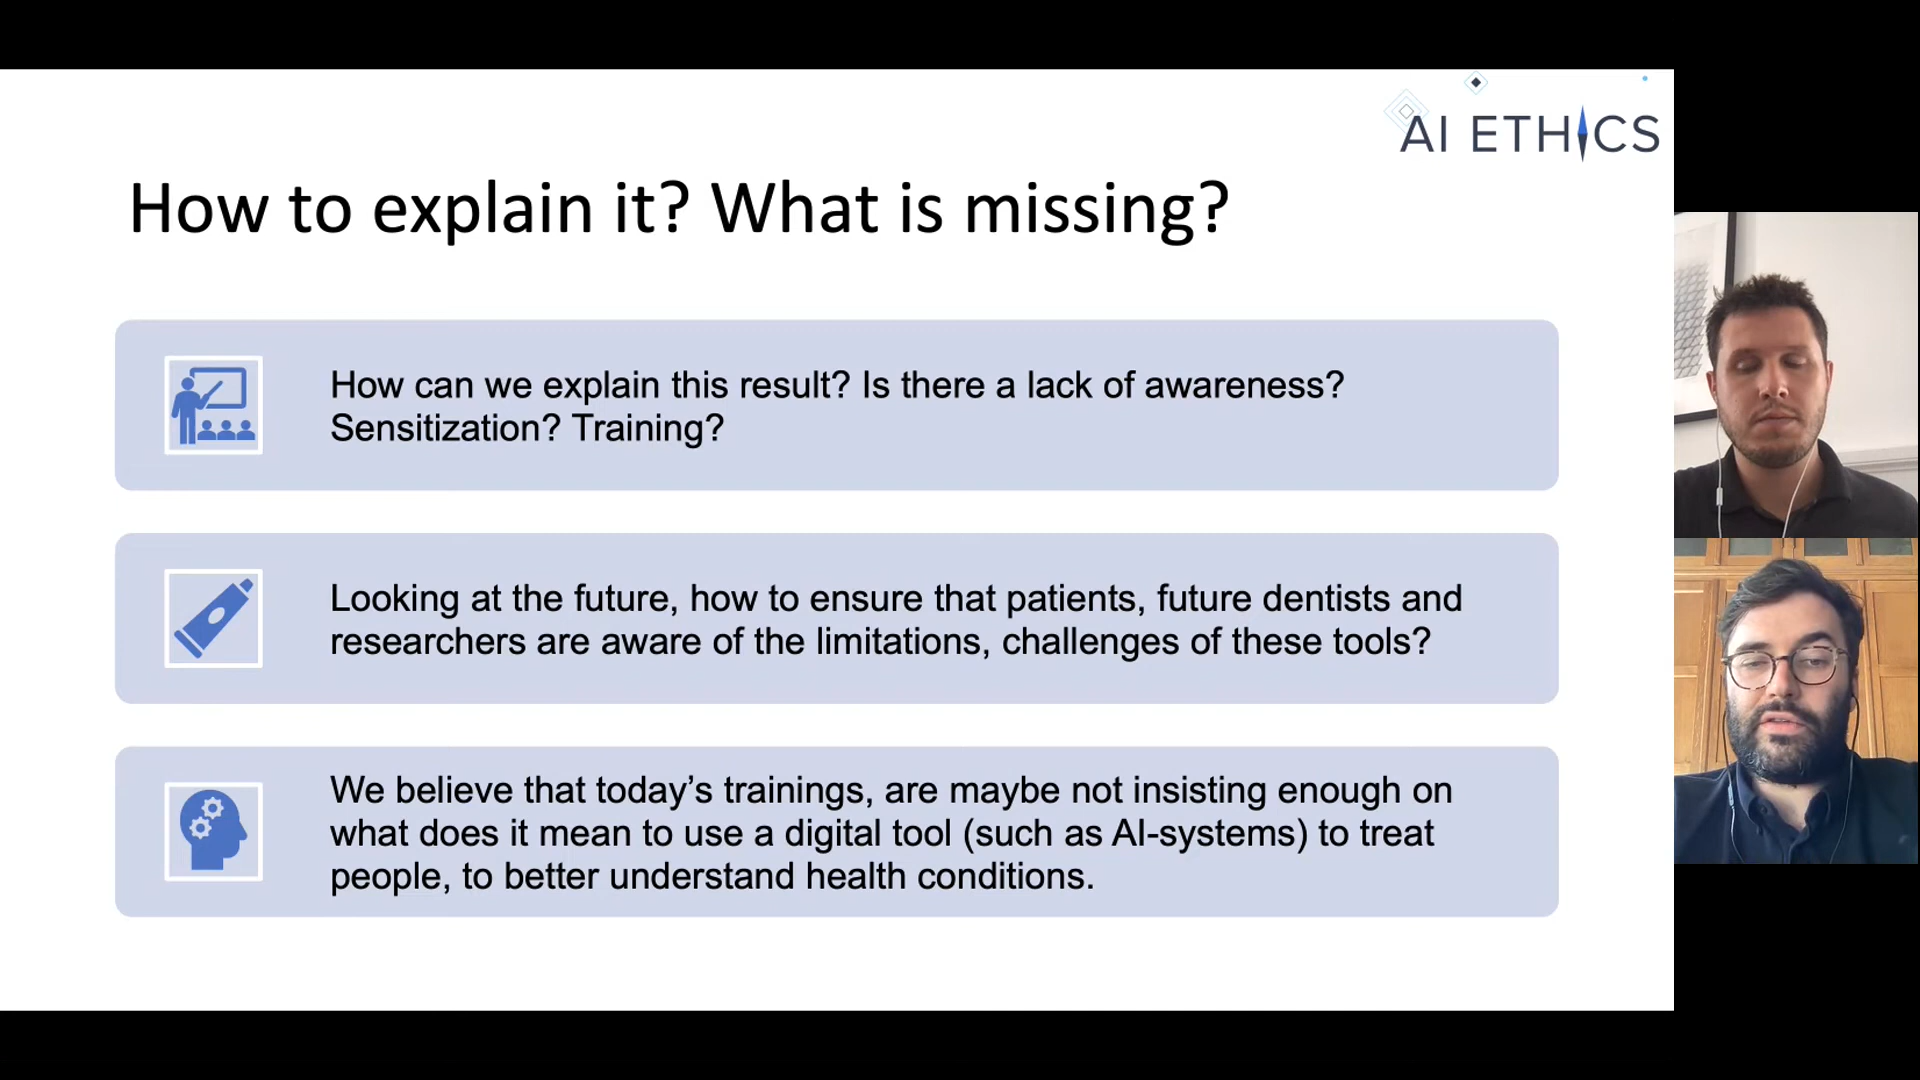 AI ETHICS
How to explain it? What is missing?
How can we explain this result? Is there a lack of awareness?
Sensitization? Training?
Looking at the future, how to ensure that patients, future dentists and
researchers are aware of the limitations, challenges of these tools?
We believe that today’s trainings, are maybe not insisting enough on
what does it mean to use a digital tool (such as AI-systems) to treat
people, to better understand health conditions.